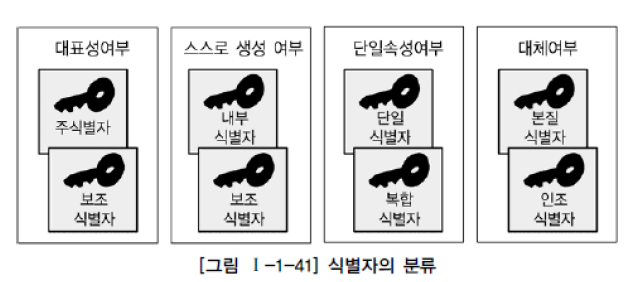 대표성여부
주식별자
보조
식별자
스스로 생성 여부
내부
식별자
보조
식별자
단일속성여부
단일
식별자
복합
식별자
대체여부
본질
식별자
인조
식별자
[그림 Ⅰ-1-41] 식별자의 분류